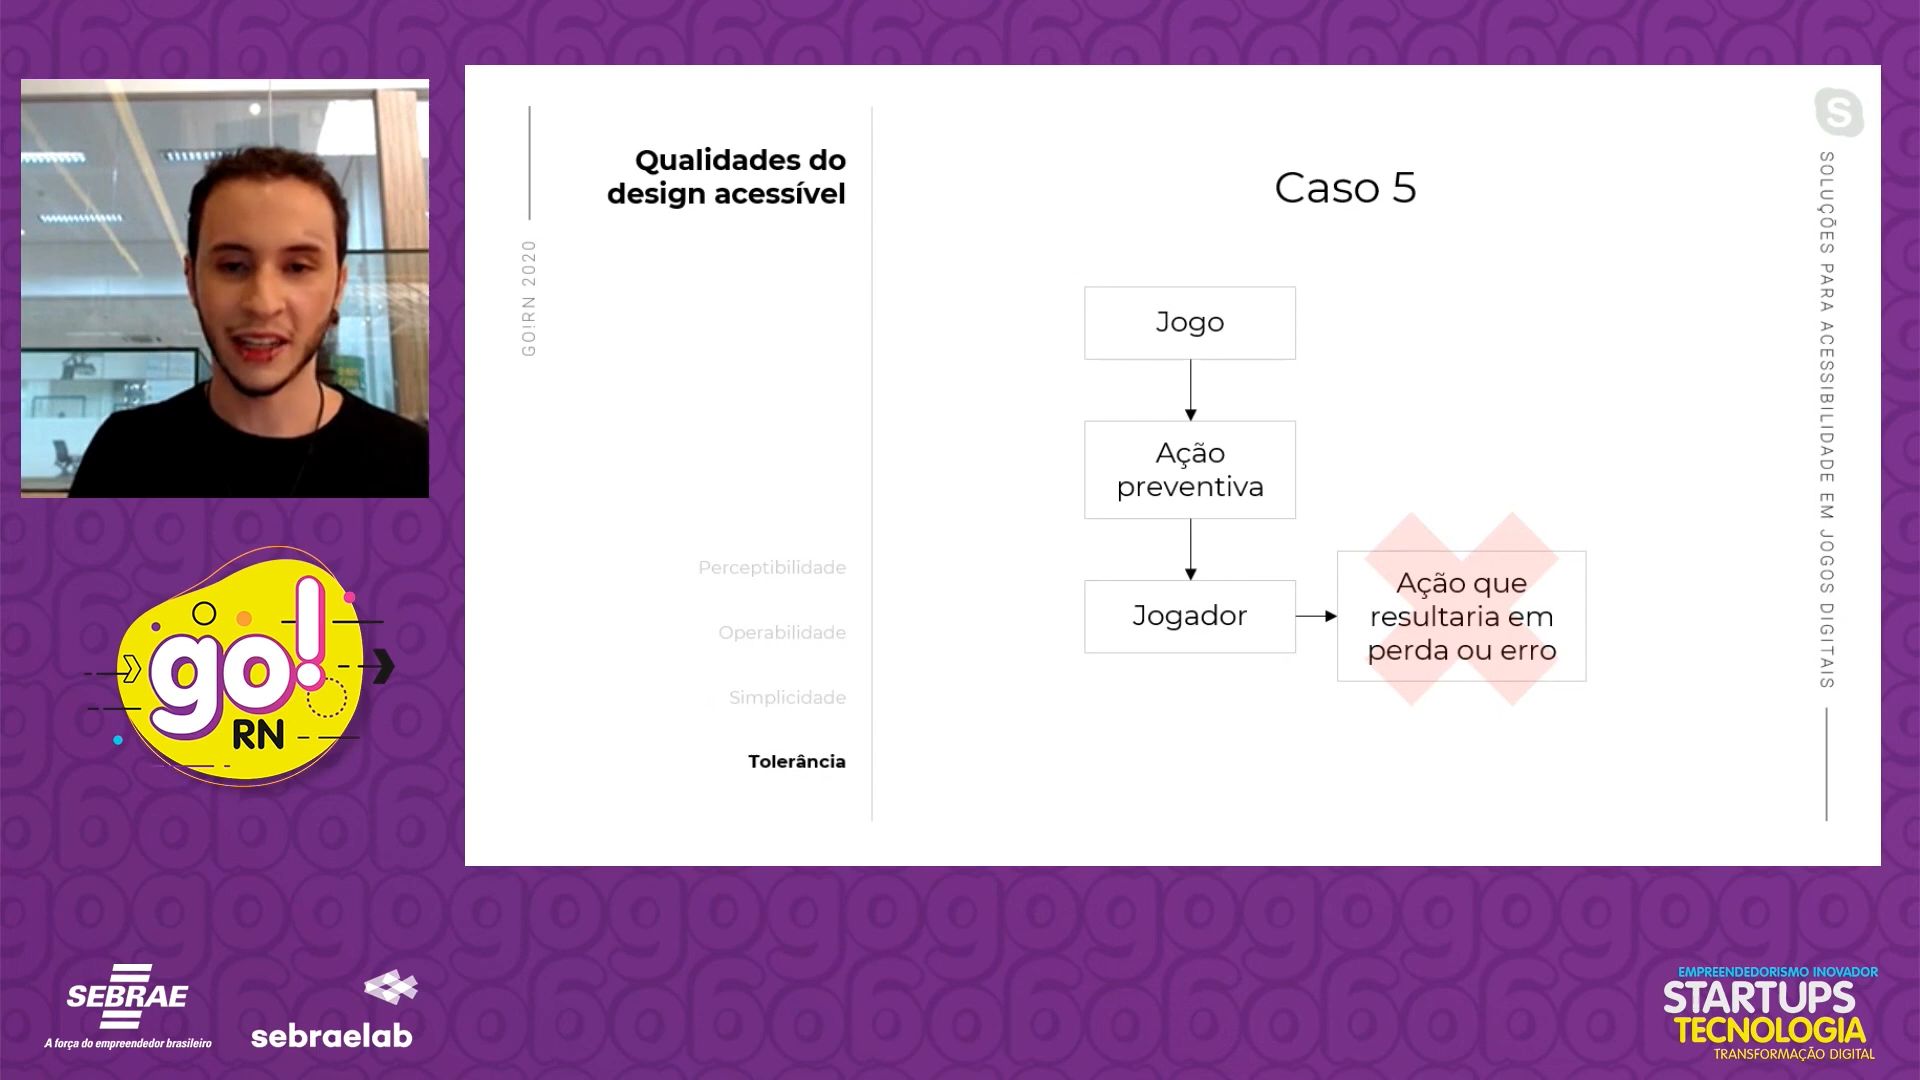 GO!RN 2020
Qualidades do
design acessível
Perceptibilidade
Operabilidade
Simplicidade
Tolerância
Caso 5
Jogo
Ação
preventiva
Jogador
Ação que
resultaria em
perda ou erro
S
SOLUÇÕES PARA ACESSIBILIDADE EM JOGOS DIGITAIS
go!
RN
SEBRAE
A força do empreendedor brasileiro
sebraelab
EMPREENDEDORISMO INOVADOR
STARTUPS
TECNOLOGIA
TRANSFORMAÇÃO DIGITAL